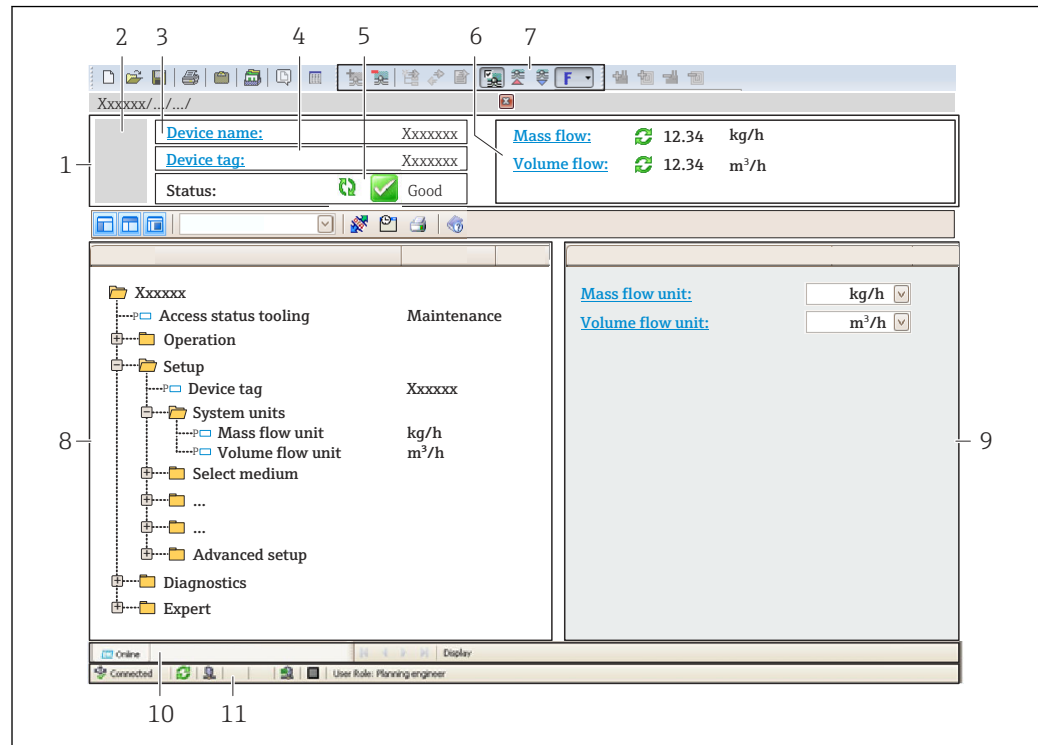 2 3 4 5 6 7
F
Xxxxxx/.../.../
1
Device name: Xxxxxxx
Device tag: Xxxxxxx
Status: Good
Mass flow: 12.34 kg/h
Volume flow: 12.34 m³/h
Xxxxxx
P Access status tooling Maintenance
Operation
Setup
P Device tag Xxxxxx
System units
P Mass flow unit kg/h
P Volume flow unit m³/h
Select medium
...
...
Advanced setup
Diagnostics
Expert
8
Mass flow unit: kg/h
Volume flow unit: m³/h
9
Online Display
Connected User Role: Planning engineer
10 11